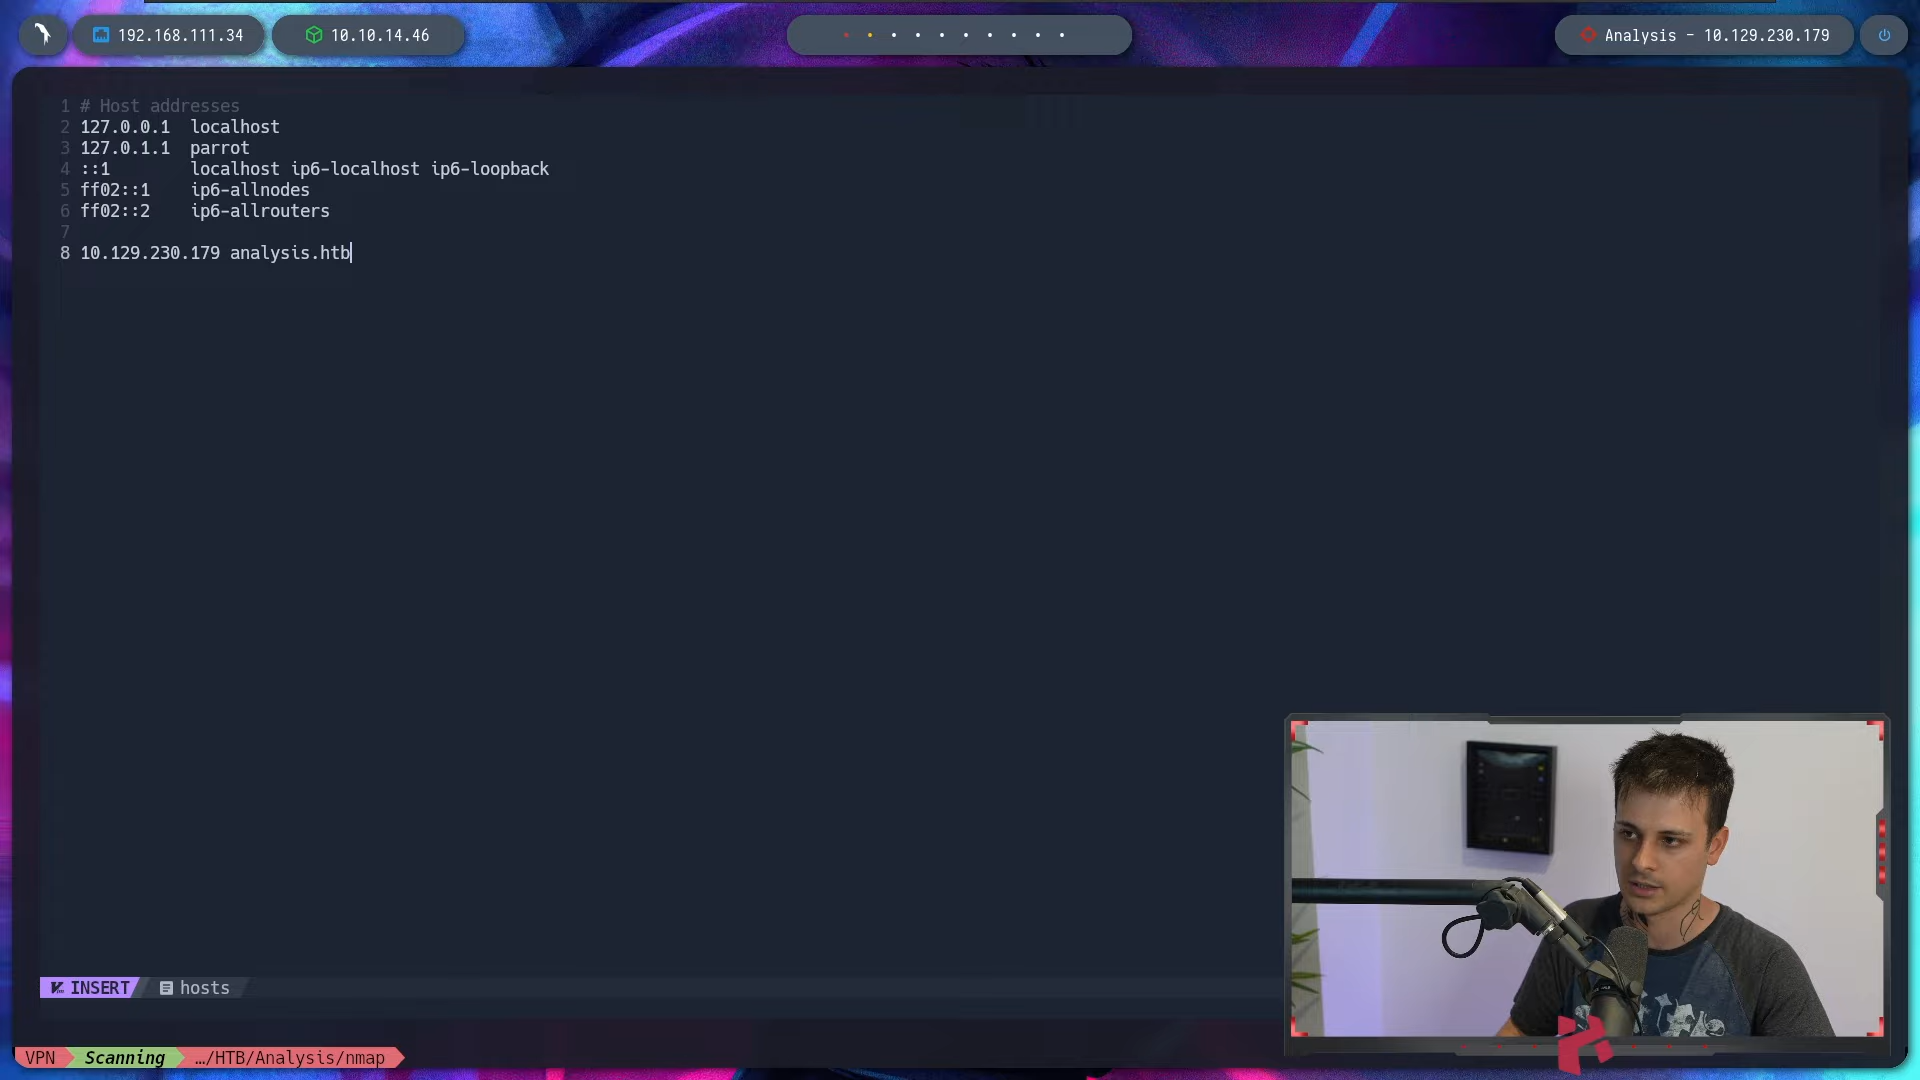 192.168.111.34
10.10.14.46
Analysis - 10.129.230.179
1 # Host addresses
2 127.0.0.1  localhost
3 127.0.1.1  parrot
4 ::1        localhost ip6-localhost ip6-loopback
5 ff02::1    ip6-allnodes
6 ff02::2    ip6-allrouters
7
8 10.129.230.179 analysis.htb
INSERT hosts
VPN Scanning …/HTB/Analysis/nmap